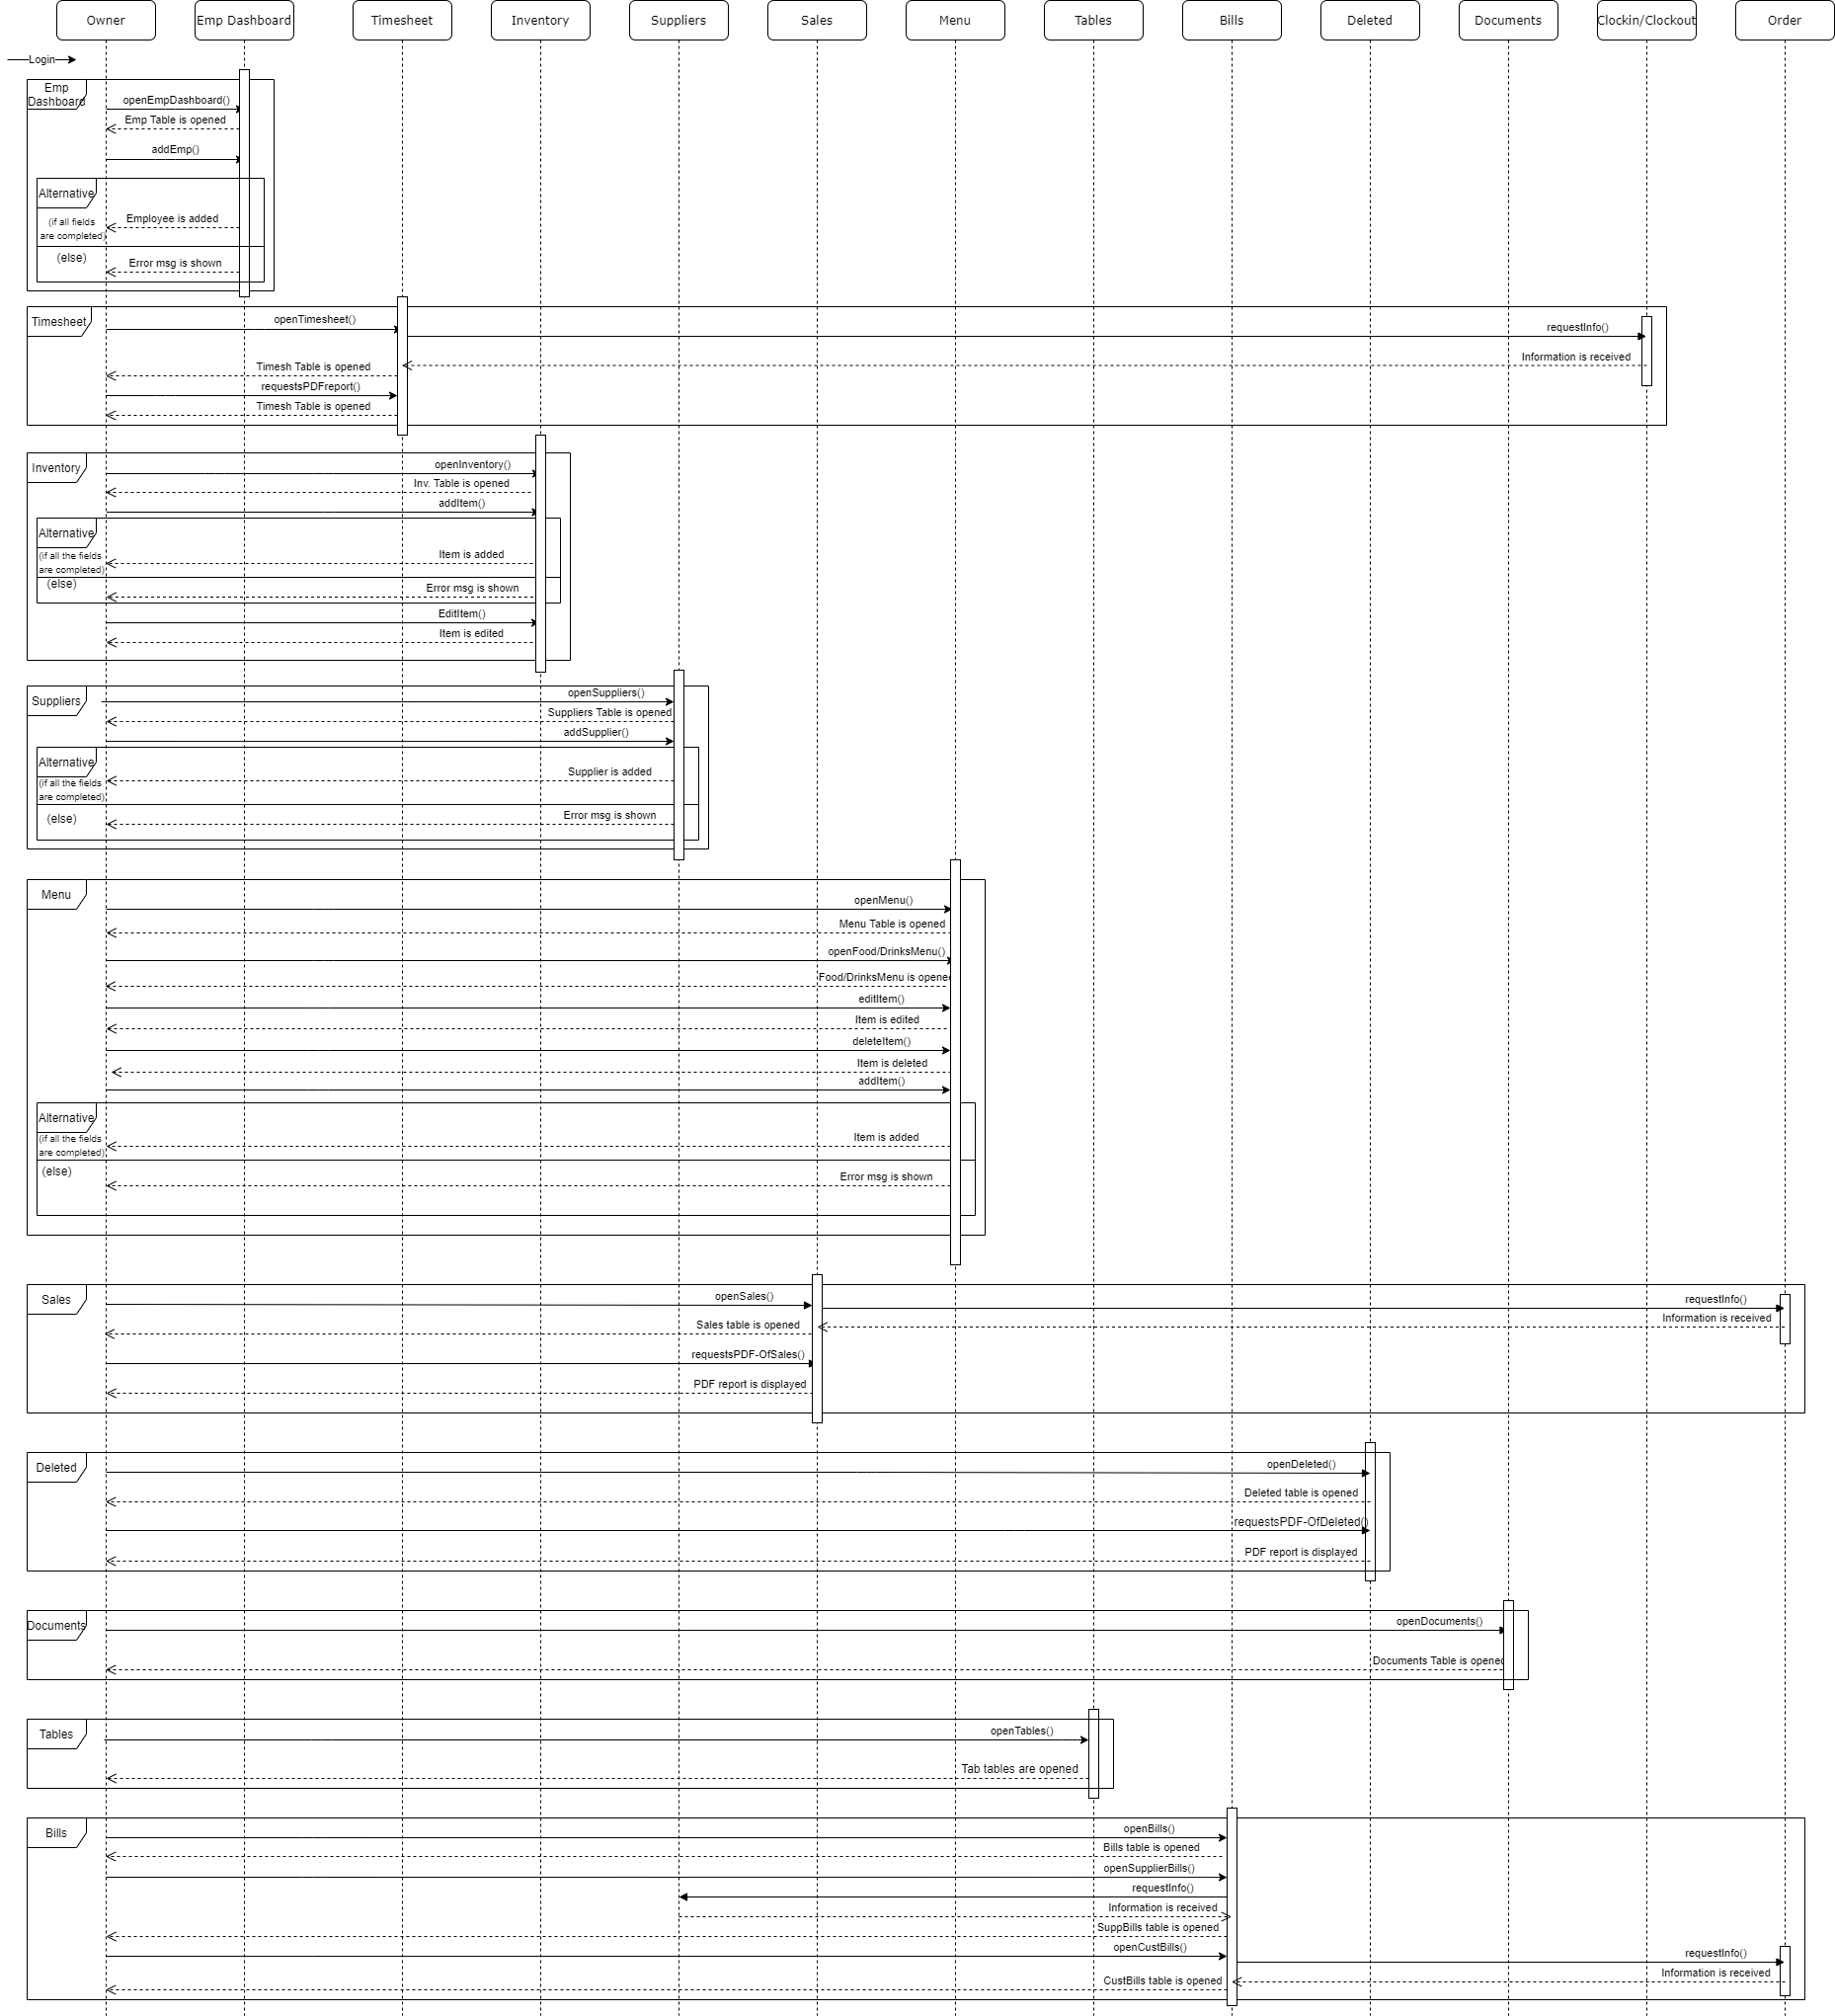 Owner
Emp Dashboard
Timesheet
Inventory
Suppliers
Sales
Menu
Tables
Bills
Deleted
Documents
Clockin/Clockout
Order
Login
Emp
Dashboard
openEmpDashboard()
Emp Table is opened
addEmp()
Alternative
Employee is added
(if all fields
are completed)
(else)
Error msg is shown
Timesheet
openTimesheet()
requestInfo()
Information is received
Timesh Table is opened
requestsPDFreport()
Timesh Table is opened
Inventory
openInventory()
Inv. Table is opened
addItem()
Alternative
(if all the fields
are completed)
Item is added
(else)
Error msg is shown
EditItem()
Item is edited
Suppliers
openSuppliers()
Suppliers Table is opened
addSupplier()
Alternative
Supplier is added
(if all the fields
are completed)
(else)
Error msg is shown
Menu
openMenu()
Menu Table is opened
openFood/DrinksMenu()
Food/DrinksMenu is opened
editItem()
Item is edited
deleteItem()
Item is deleted
addItem()
Alternative
(if all the fields
are completed)
Item is added
(else)
Error msg is shown
Sales
openSales()
requestInfo()
Information is received
Sales table is opened
requestsPDF-OfSales()
PDF report is displayed
Deleted
openDeleted()
Deleted table is opened
requestsPDF-OfDeleted()
PDF report is displayed
Documents
openDocuments()
Documents Table is opened
Tables
openTables()
Tab tables are opened
Bills
openBills()
Bills table is opened
openSupplierBills()
requestInfo()
Information is received
SuppBills table is opened
openCustBills()
requestInfo()
Information is received
CustBills table is opened